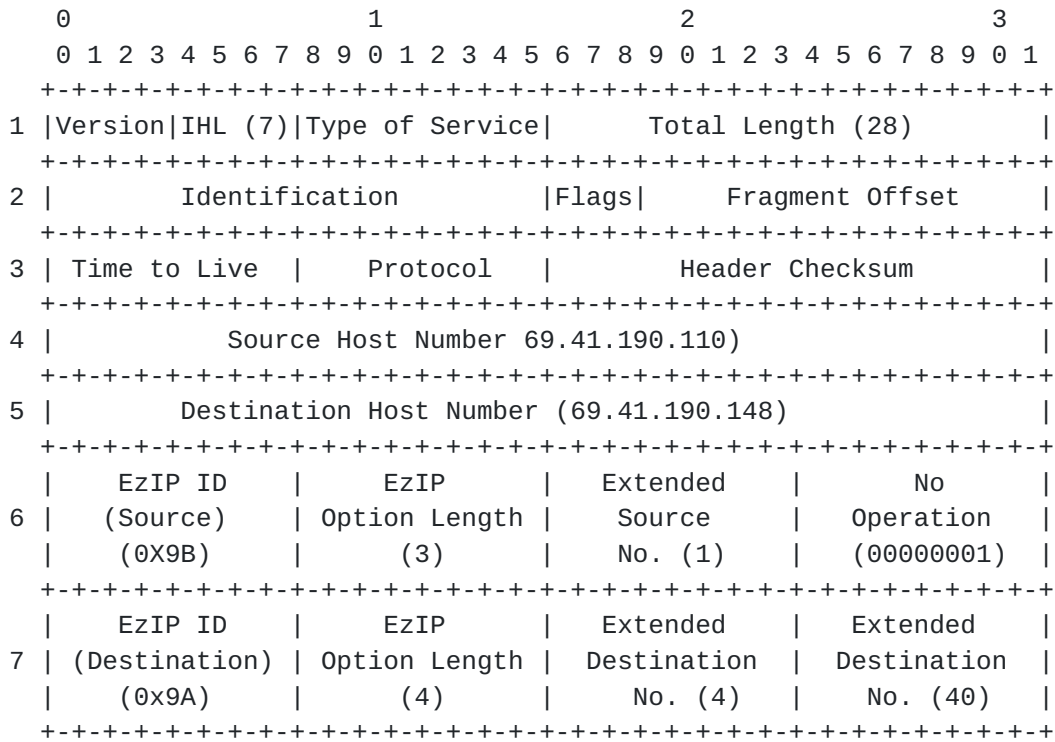 0                   1                   2                   3
    0 1 2 3 4 5 6 7 8 9 0 1 2 3 4 5 6 7 8 9 0 1 2 3 4 5 6 7 8 9 0 1
   +-+-+-+-+-+-+-+-+-+-+-+-+-+-+-+-+-+-+-+-+-+-+-+-+-+-+-+-+-+-+-+-+
 1 |Version|IHL (7)|Type of Service|      Total Length (28)        |
   +-+-+-+-+-+-+-+-+-+-+-+-+-+-+-+-+-+-+-+-+-+-+-+-+-+-+-+-+-+-+-+-+
 2 |        Identification         |Flags|     Fragment Offset     |
   +-+-+-+-+-+-+-+-+-+-+-+-+-+-+-+-+-+-+-+-+-+-+-+-+-+-+-+-+-+-+-+-+
 3 | Time to Live  |    Protocol   |        Header Checksum        |
   +-+-+-+-+-+-+-+-+-+-+-+-+-+-+-+-+-+-+-+-+-+-+-+-+-+-+-+-+-+-+-+-+
 4 |           Source Host Number 69.41.190.110)                   |
   +-+-+-+-+-+-+-+-+-+-+-+-+-+-+-+-+-+-+-+-+-+-+-+-+-+-+-+-+-+-+-+-+
 5 |        Destination Host Number (69.41.190.148)                |
   +-+-+-+-+-+-+-+-+-+-+-+-+-+-+-+-+-+-+-+-+-+-+-+-+-+-+-+-+-+-+-+-+
   |    EzIP ID    |     EzIP      |   Extended    |       No      |
 6 |   (Source)    | Option Length |    Source     |   Operation   |
   |    (0X9B)     |      (3)      |    No. (1)    |   (00000001)  |
   +-+-+-+-+-+-+-+-+-+-+-+-+-+-+-+-+-+-+-+-+-+-+-+-+-+-+-+-+-+-+-+-+
   |    EzIP ID    |     EzIP      |   Extended    |   Extended    |
 7 | (Destination) | Option Length |  Destination  |  Destination  |
   |    (0x9A)     |      (4)      |     No. (4)   |    No. (40)   |
   +-+-+-+-+-+-+-+-+-+-+-+-+-+-+-+-+-+-+-+-+-+-+-+-+-+-+-+-+-+-+-+-+